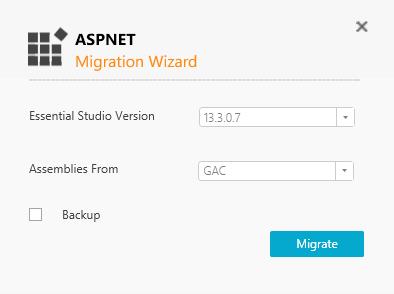 ASPNET
Migration Wizard
Essential Studio Version 13.3.0.7
Assemblies From GAC
Backup
Migrate